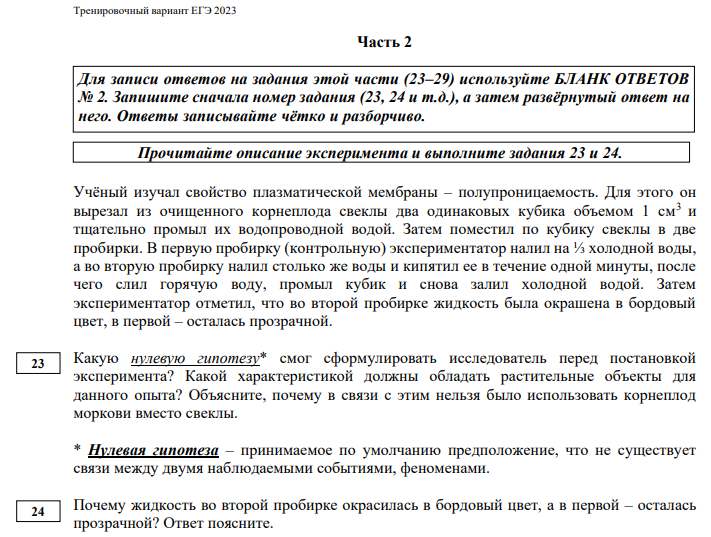 Тренировочный вариант ЕГЭ 2023
Часть 2
Для записи ответов на задания этой части (23–29) используйте БЛАНК ОТВЕТОВ
№ 2. Запишите сначала номер задания (23, 24 и т.д.), а затем развёрнутый ответ на
него. Ответы записывайте чётко и разборчиво.
Прочитайте описание эксперимента и выполните задания 23 и 24.
Учёный изучал свойство плазматической мембраны – полупроницаемость. Для этого он
вырезал из очищенного корнеплода свеклы два одинаковых кубика объемом 1 см³ и
тщательно промыл их водопроводной водой. Затем поместил по кубику свеклы в две
пробирки. В первую пробирку (контрольную) экспериментатор налил на ⅓ холодной воды,
а во вторую пробирку налил столько же воды и кипятил ее в течение одной минуты, после
чего слил горячую воду, промыл кубик и снова залил холодной водой. Затем
экспериментатор отметил, что во второй пробирке жидкость была окрашена в бордовый
цвет, в первой – осталась прозрачной.
23
Какую нулевую гипотезу* смог сформулировать исследователь перед постановкой
эксперимента? Какой характеристикой должны обладать растительные объекты для
данного опыта? Объясните, почему в связи с этим нельзя было использовать корнеплод
моркови вместо свеклы.
* Нулевая гипотеза – принимаемое по умолчанию предположение, что не существует
связи между двумя наблюдаемыми событиями, феноменами.
24
Почему жидкость во второй пробирке окрасилась в бордовый цвет, а в первой – осталась
прозрачной? Ответ поясните.